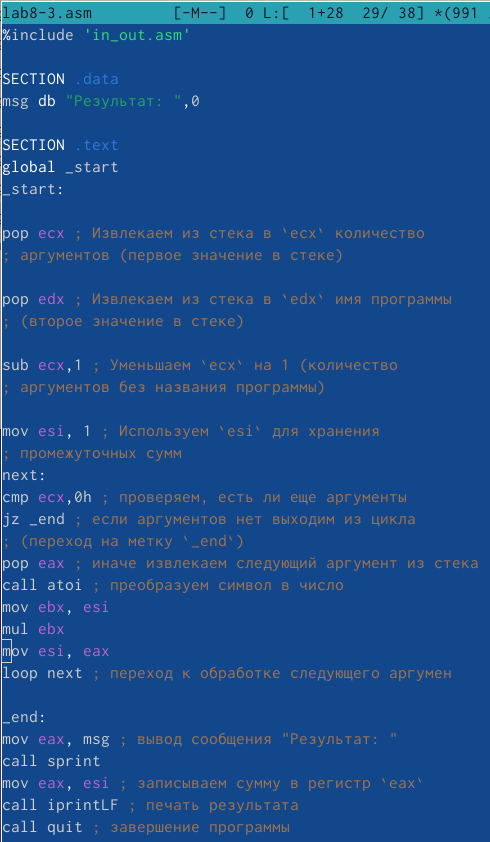 lab8-3.asm [-M--] 0 L:[ 1+28 29/ 38] *(991
%include 'in_out.asm'
SECTION .data
msg db "Результат: ",0
SECTION .text
global _start
_start:
pop ecx ; Извлекаем из стека в `ecx` количество
; аргументов (первое значение в стеке)
pop edx ; Извлекаем из стека в `edx` имя программы
; (второе значение в стеке)
sub ecx,1 ; Уменьшаем `ecx` на 1 (количество
; аргументов без названия программы)
mov esi, 1 ; Используем `esi` для хранения
; промежуточных сумм
next:
cmp ecx,0h ; проверяем, есть ли еще аргументы
jz _end ; если аргументов нет выходим из цикла
; (переход на метку `_end`)
pop eax ; иначе извлекаем следующий аргумент из стека
call atoi ; преобразуем символ в число
mov ebx, esi
mul ebx
mov esi, eax
loop next ; переход к обработке следующего аргумен
_end:
mov eax, msg ; вывод сообщения "Результат: "
call sprint
mov eax, esi ; записываем сумму в регистр `eax`
call iprintLF ; печать результата
call quit ; завершение программы